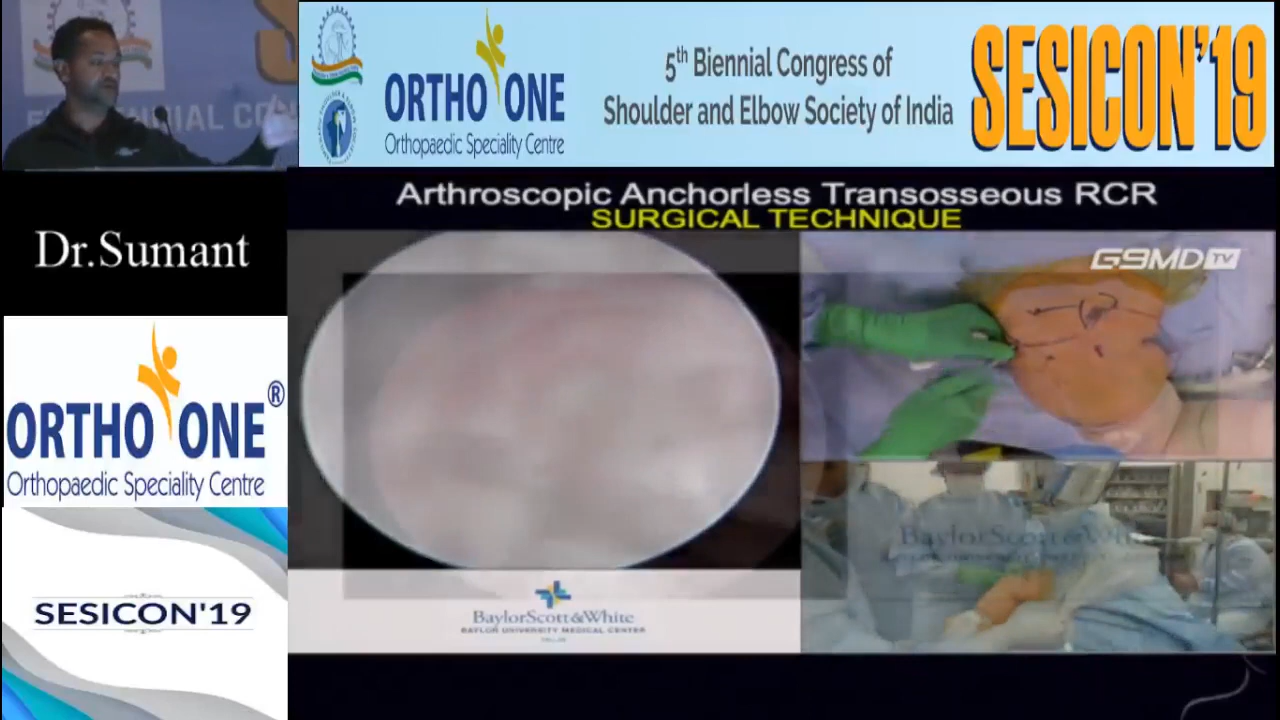 ORTHO ONE
Orthopaedic Speciality Centre
5th Biennial Congress of
Shoulder and Elbow Society of India
SESICON'19
Arthroscopic Anchorless Transosseous RCR
SURGICAL TECHNIQUE
Dr.Sumant
G9MD TV
ORTHO ONE®
Orthopaedic Speciality Centre
BaylorScott&White
SESICON'19
BaylorScott&White
BAYLOR UNIVERSITY MEDICAL CENTER